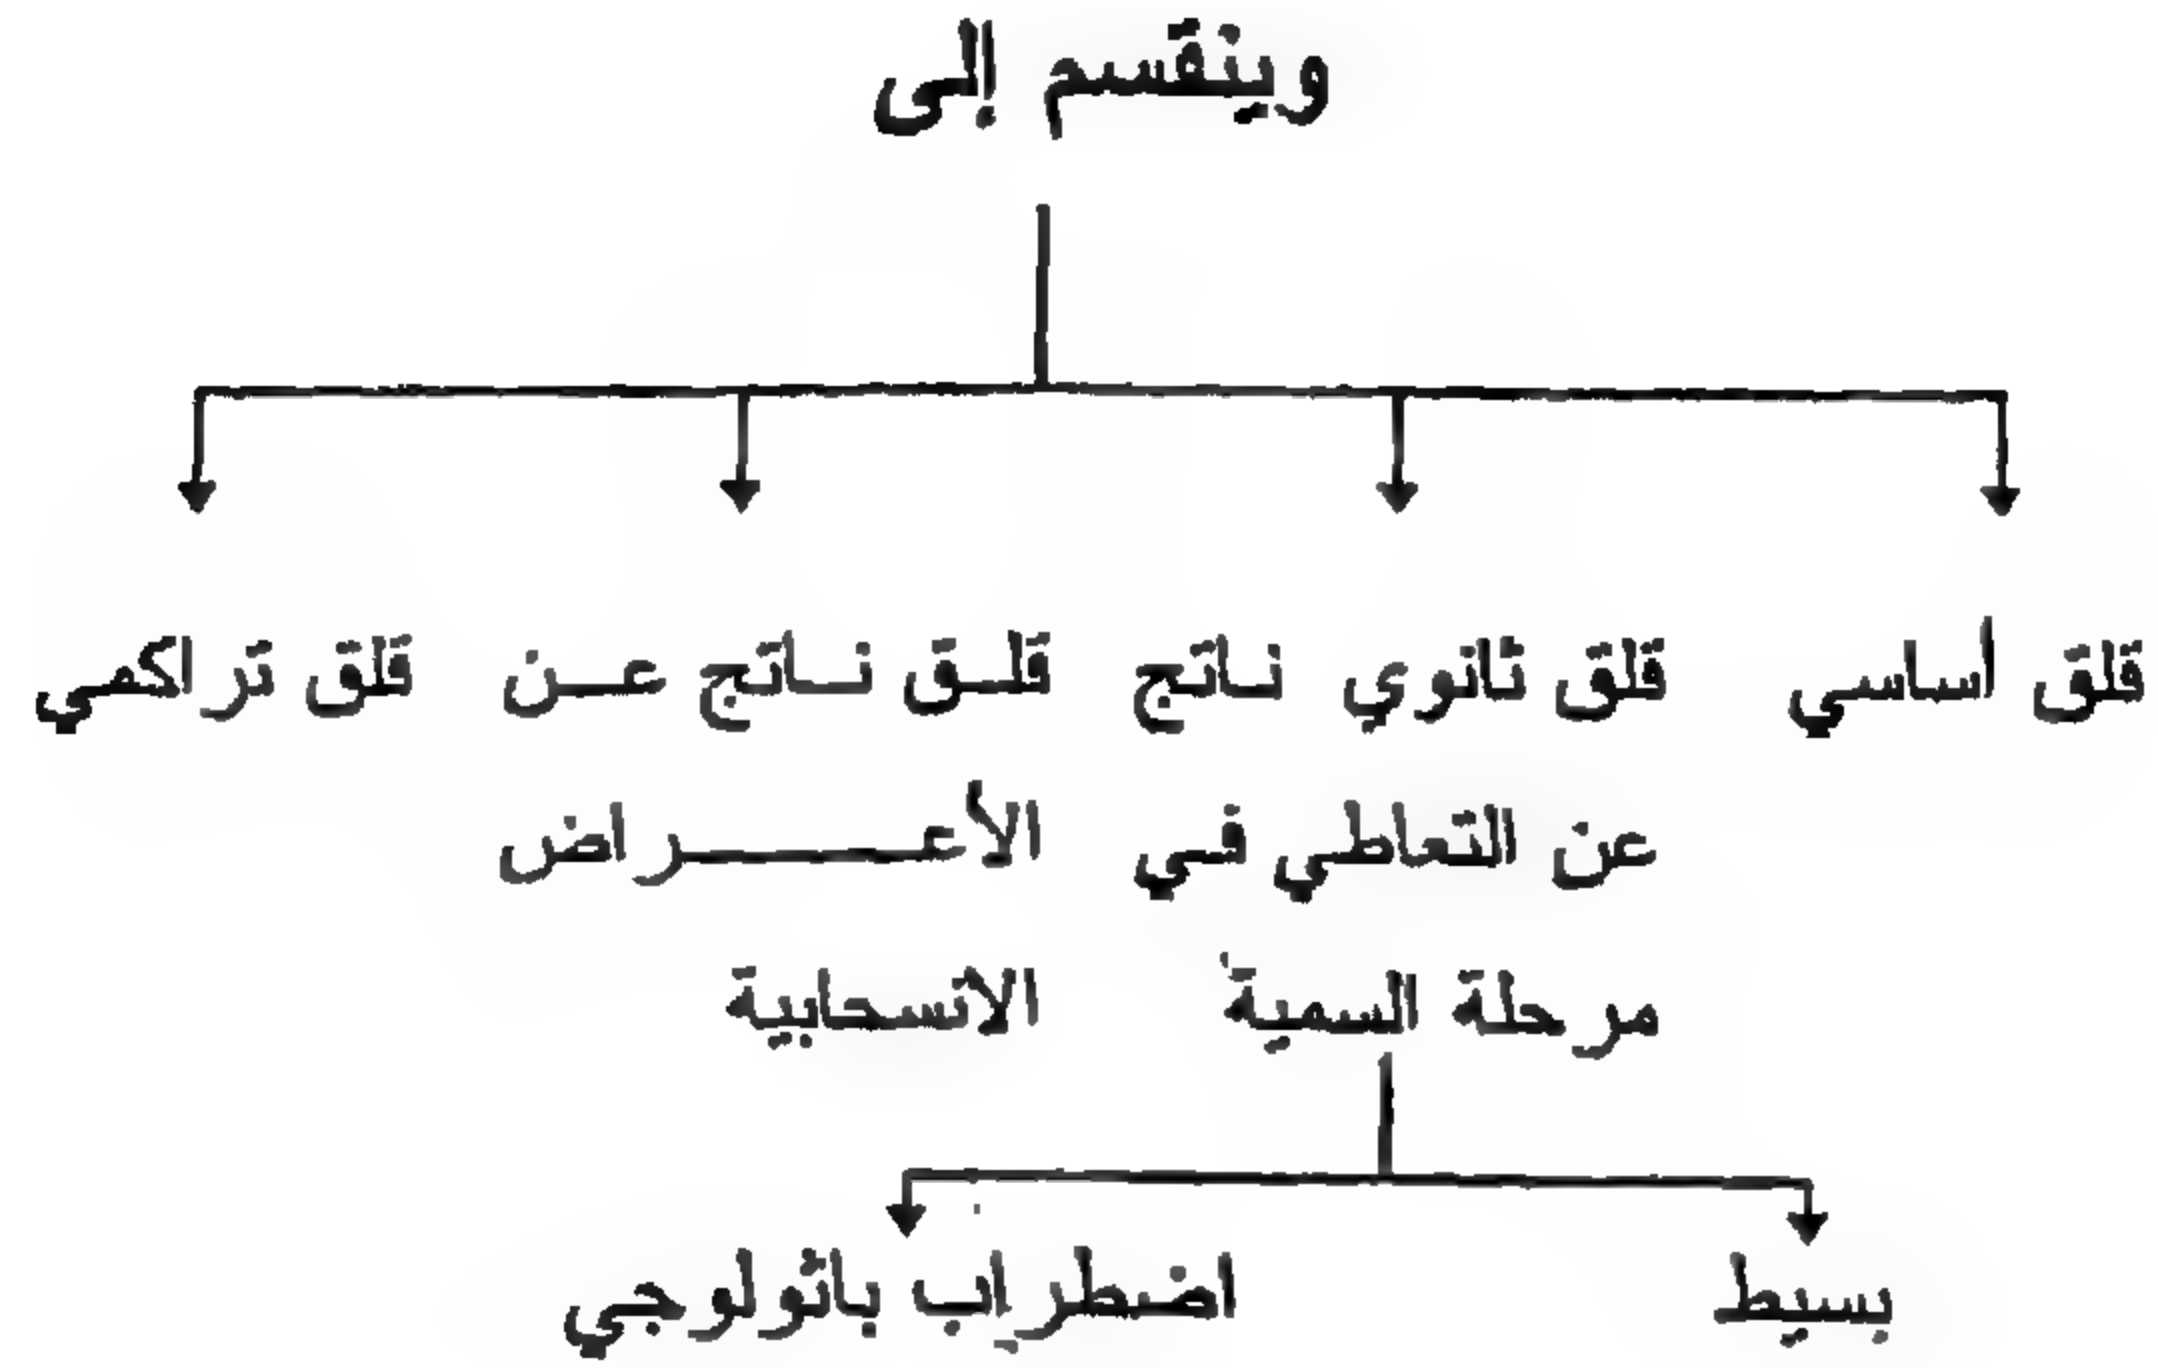 وينقسم إلى
قلق أساسي
قلق ثانوي ناتج
عن التعاطي في
مرحلة السمية
قلق ناتج عن
الأعراض
الانسحابية
قلق تراكمي
بسيط
اضطراب باثولوجي